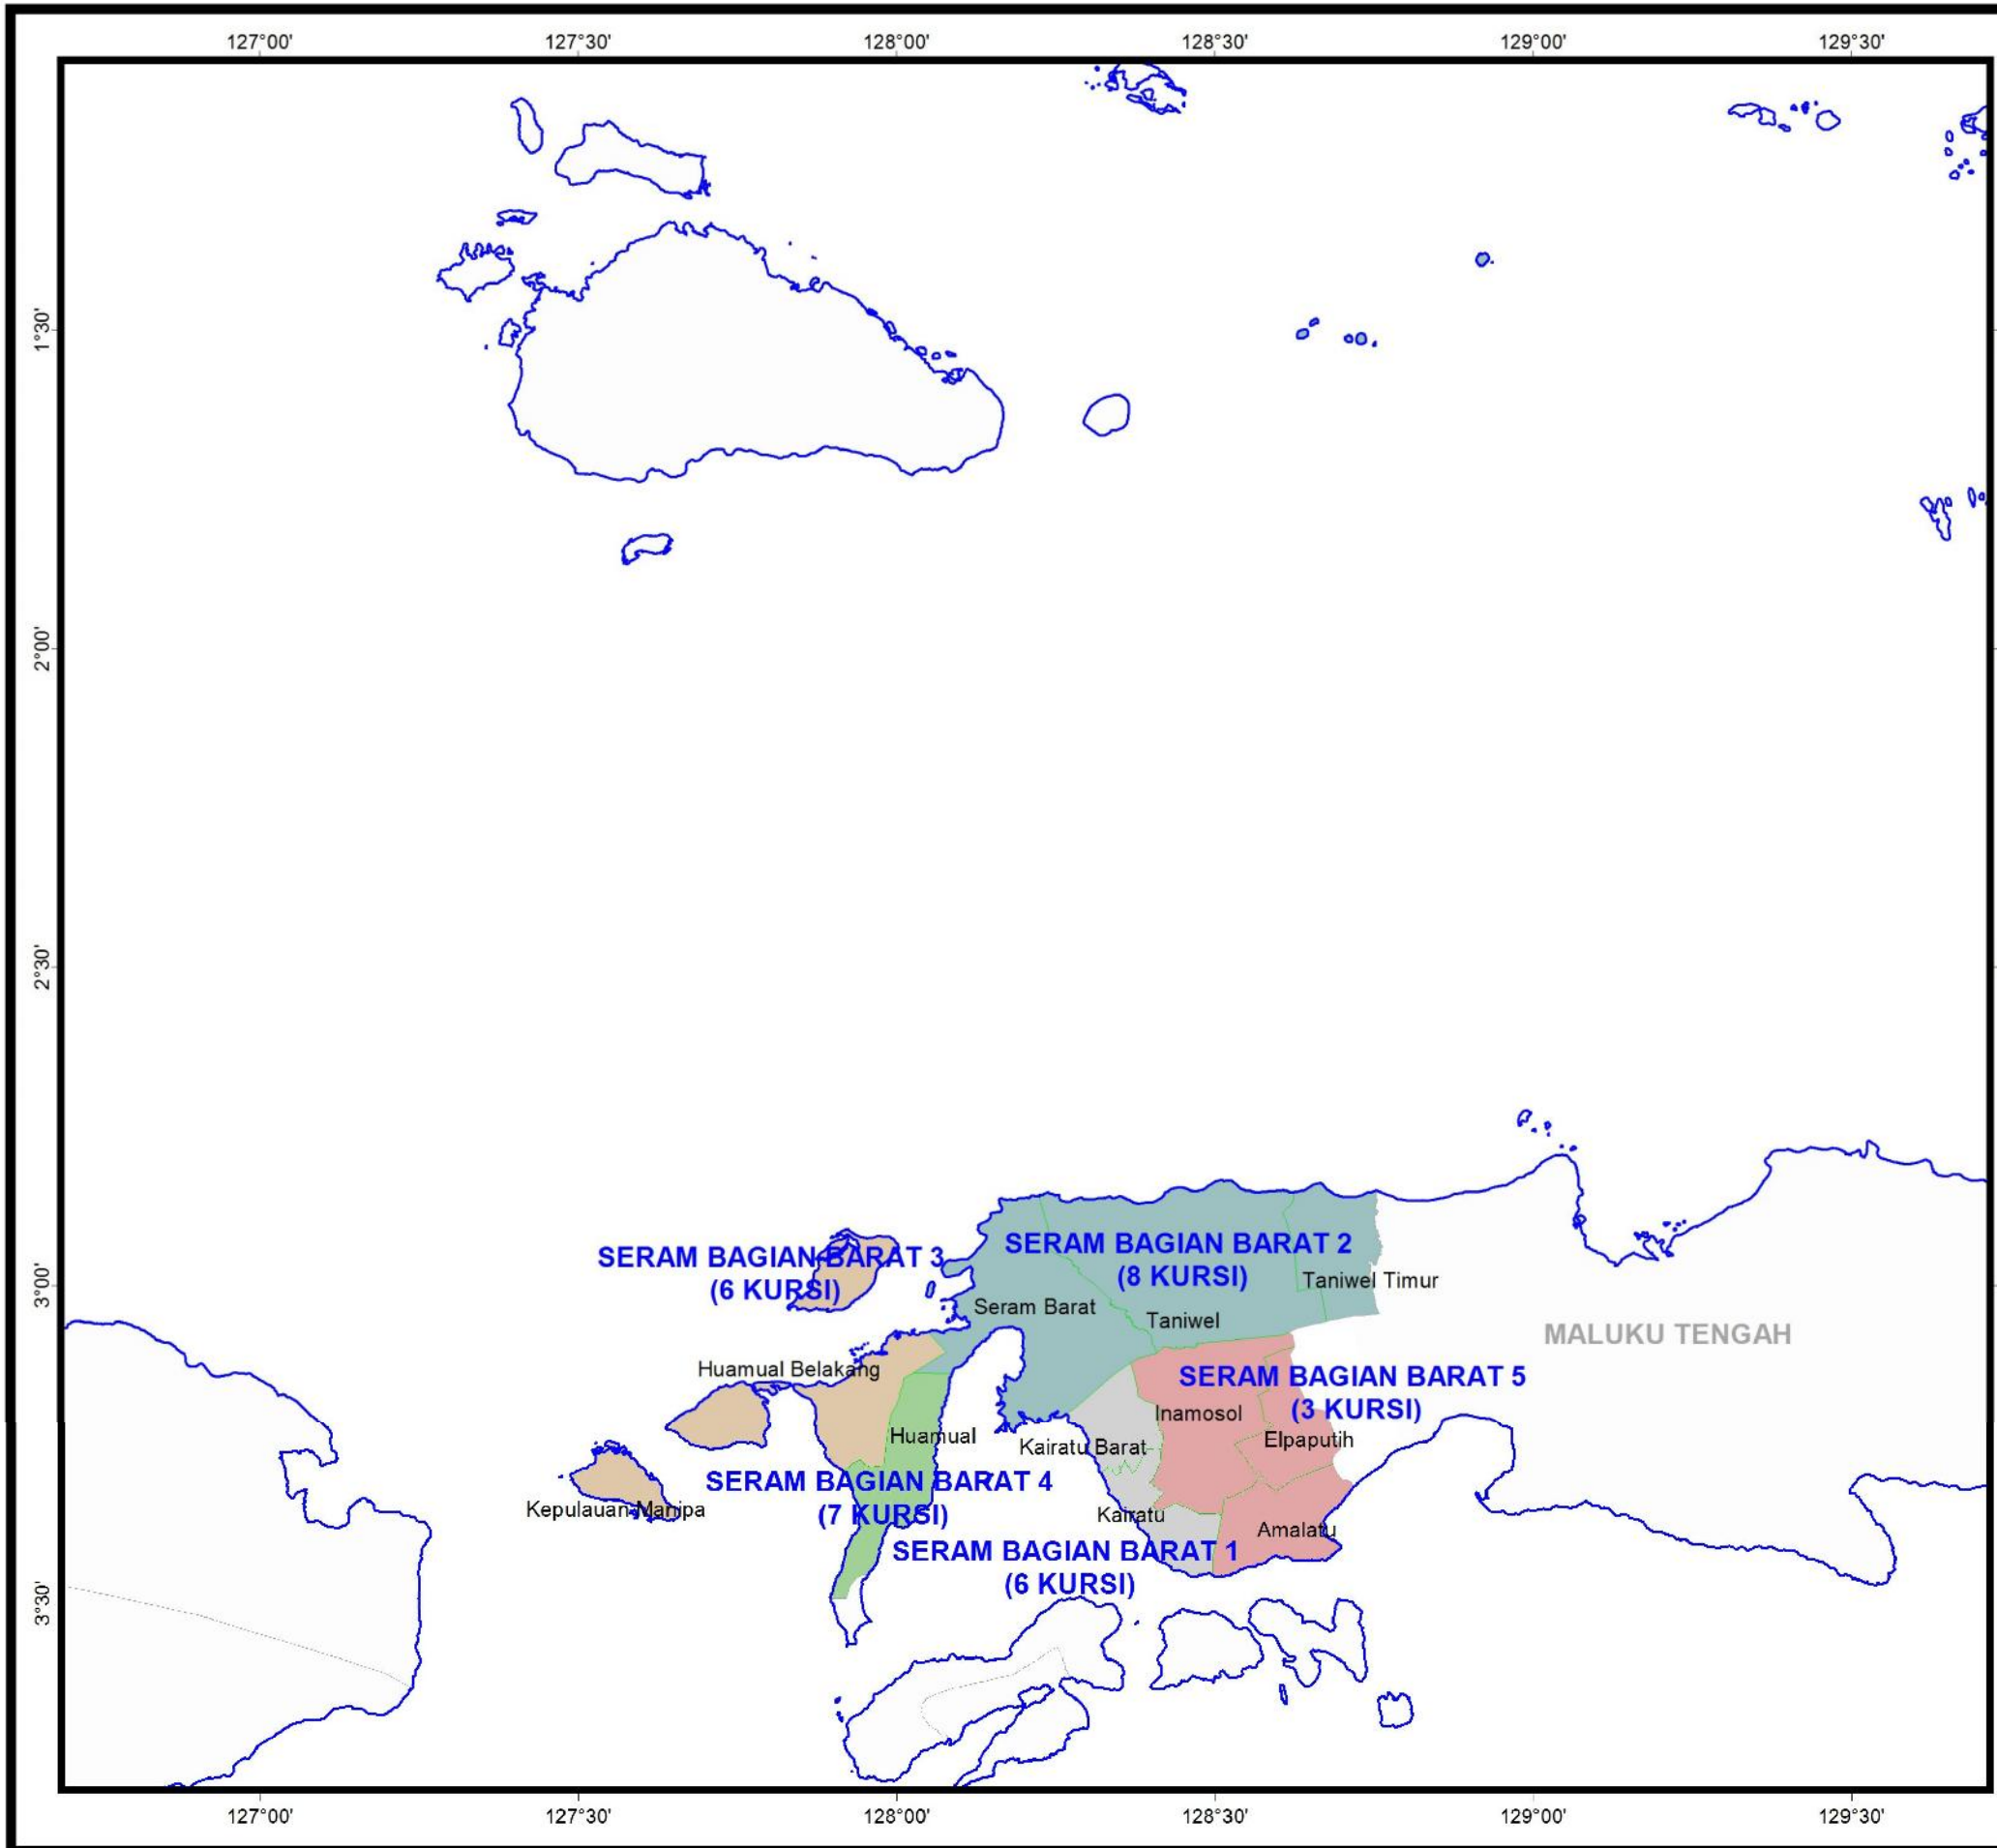 127°00' 127°30' 128°00' 128°30' 129°00' 129°30'
1°30'
2°00'
2°30'
3°00'
3°30'
SERAM BAGIAN BARAT 2
(8 KURSI)
SERAM BAGIAN BARAT 3
(6 KURSI)
Taniwel Timur
Seram Barat
Taniwel
MALUKU TENGAH
Huamual Belakang
SERAM BAGIAN BARAT 5
(3 KURSI)
Inamosol
Huamual
Elpaputih
Kairatu Barat
SERAM BAGIAN BARAT 4
(7 KURSI)
Kepulauan Manipa
Kairatu
Amalatu
SERAM BAGIAN BARAT 1
(6 KURSI)
127°00' 127°30' 128°00' 128°30' 129°00' 129°30'